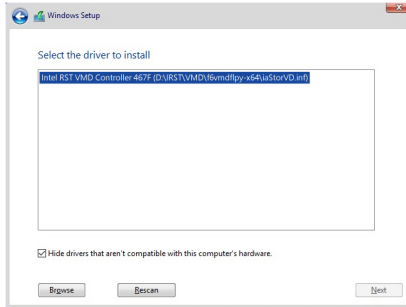 Windows Setup
Select the driver to install
Intel RST VMD Controller 467F (D:\IRST\VMD\f6vmdflpy-x64\iaStorVD.inf)
Hide drivers that aren't compatible with this computer's hardware.
Browse
Rescan
Next